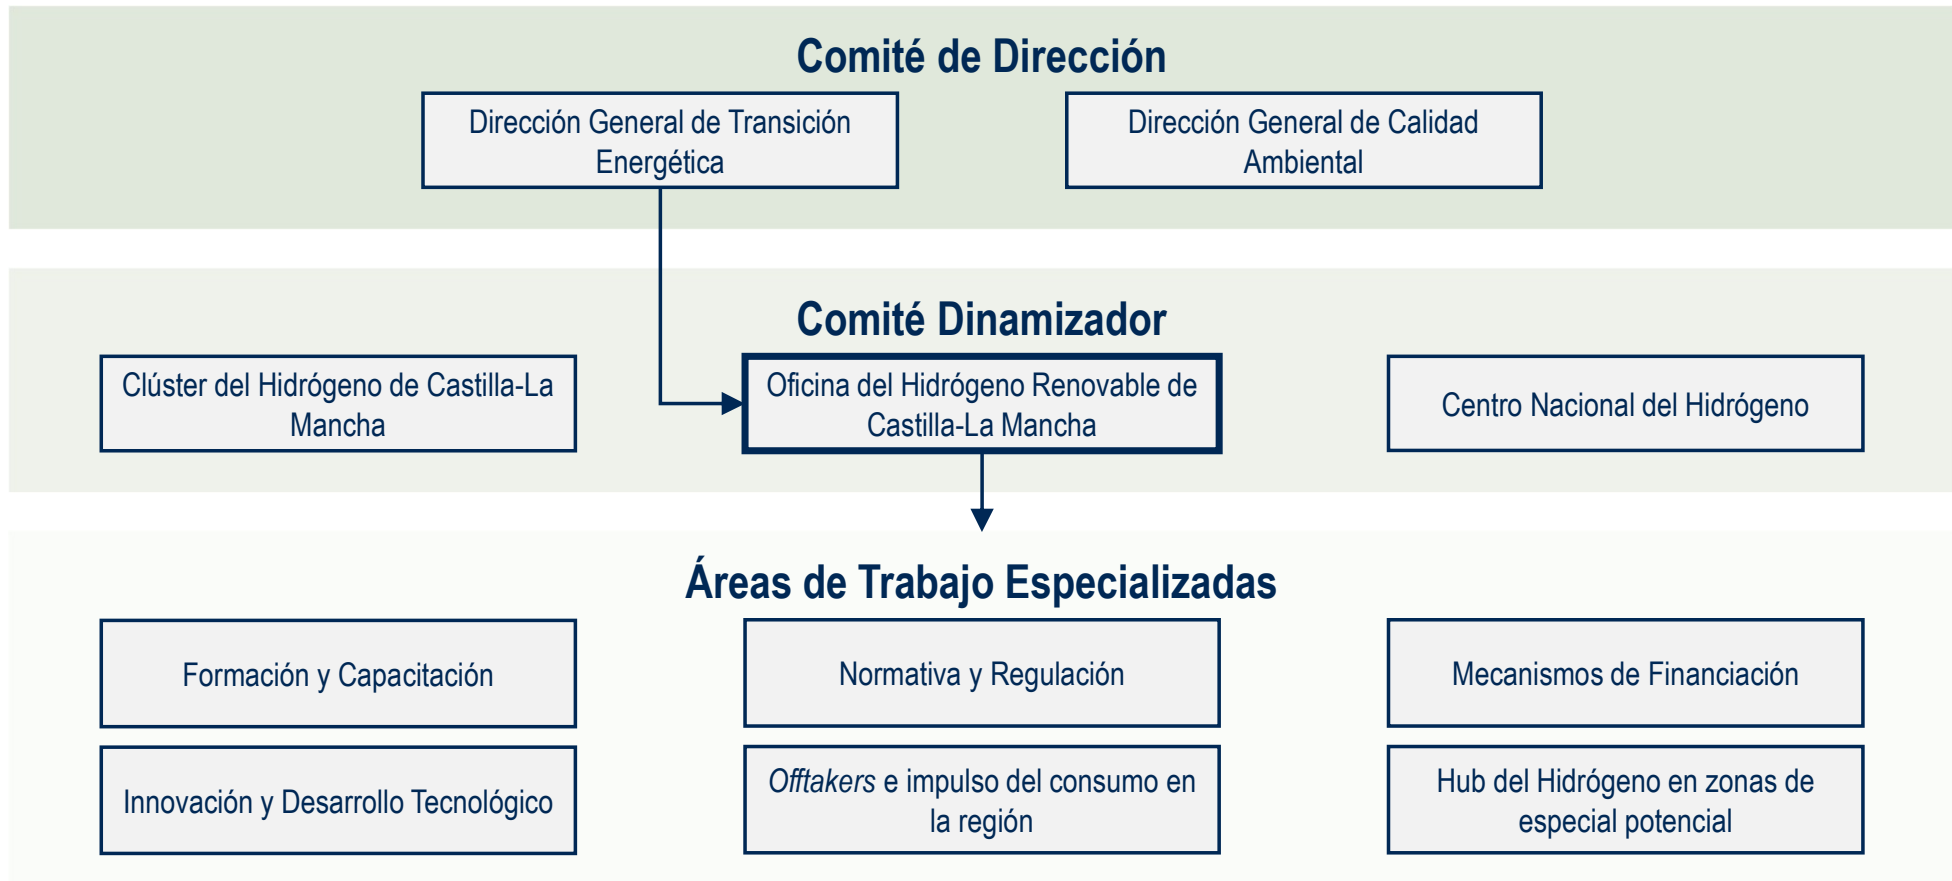 Comité de Dirección
Dirección General de Transición
Energética
Dirección General de Calidad
Ambiental
Comité Dinamizador
Clúster del Hidrógeno de Castilla-La
Mancha
Oficina del Hidrógeno Renovable de
Castilla-La Mancha
Centro Nacional del Hidrógeno
Áreas de Trabajo Especializadas
Formación y Capacitación
Normativa y Regulación
Mecanismos de Financiación
Innovación y Desarrollo Tecnológico
Offtakers e impulso del consumo en
la región
Hub del Hidrógeno en zonas de
especial potencial